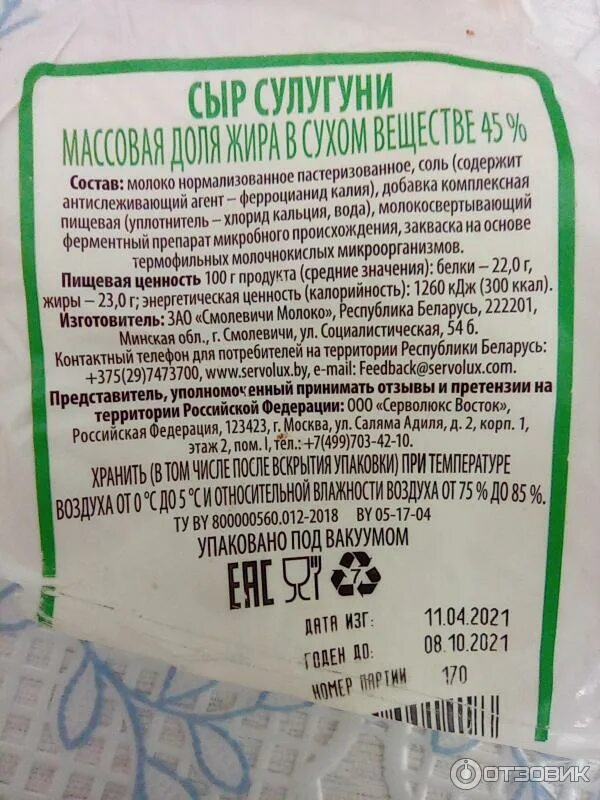 СЫР СУЛУГУНИ
МАССОВАЯ ДОЛЯ ЖИРА В СУХОМ ВЕЩЕСТВЕ 45 %
Состав: молоко нормализованное пастеризованное, соль (содержит
антислеживающий агент – ферроцианид калия), добавка комплексная
пищевая (уплотнитель – хлорид кальция, вода), молокосвертывающий
ферментный препарат микробного происхождения, закваска на основе
термофильных молочнокислых микроорганизмов.
Пищевая ценность 100 г продукта (средние значения): белки – 22,0 г,
жиры – 23,0 г; энергетическая ценность (калорийность): 1260 кДж (300 ккал).
Изготовитель: ЗАО «Смолевичи Молоко», Республика Беларусь, 222201,
Минская обл., г. Смолевичи, ул. Социалистическая, 54 б.
Контактный телефон для потребителей на территории Республики Беларусь:
+375(29)7473700, www.servolux.by, e-mail: Feedback@servolux.com.
Представитель, уполномоченный принимать отзывы и претензии на
территории Российской Федерации: ООО «Серволюкс Восток»,
Российская Федерация, 123423, г. Москва, ул. Саляма Адиля, д. 2, корп. 1,
этаж 2, пом. I, тел.: +7(499)703-42-10.
ХРАНИТЬ (В ТОМ ЧИСЛЕ ПОСЛЕ ВСКРЫТИЯ УПАКОВКИ) ПРИ ТЕМПЕРАТУРЕ
ВОЗДУХА ОТ 0 °С ДО 5 °С И ОТНОСИТЕЛЬНОЙ ВЛАЖНОСТИ ВОЗДУХА ОТ 75 % ДО 85 %.
ТУ BY 800000560.012-2018 BY 05-17-04
УПАКОВАНО ПОД ВАКУУМОМ
ЕАС 7
ДАТА ИЗГ: 11.04.2021
ГОДЕН ДО: 08.10.2021
НОМЕР ПАРТИИ 170
ОТЗОВИК